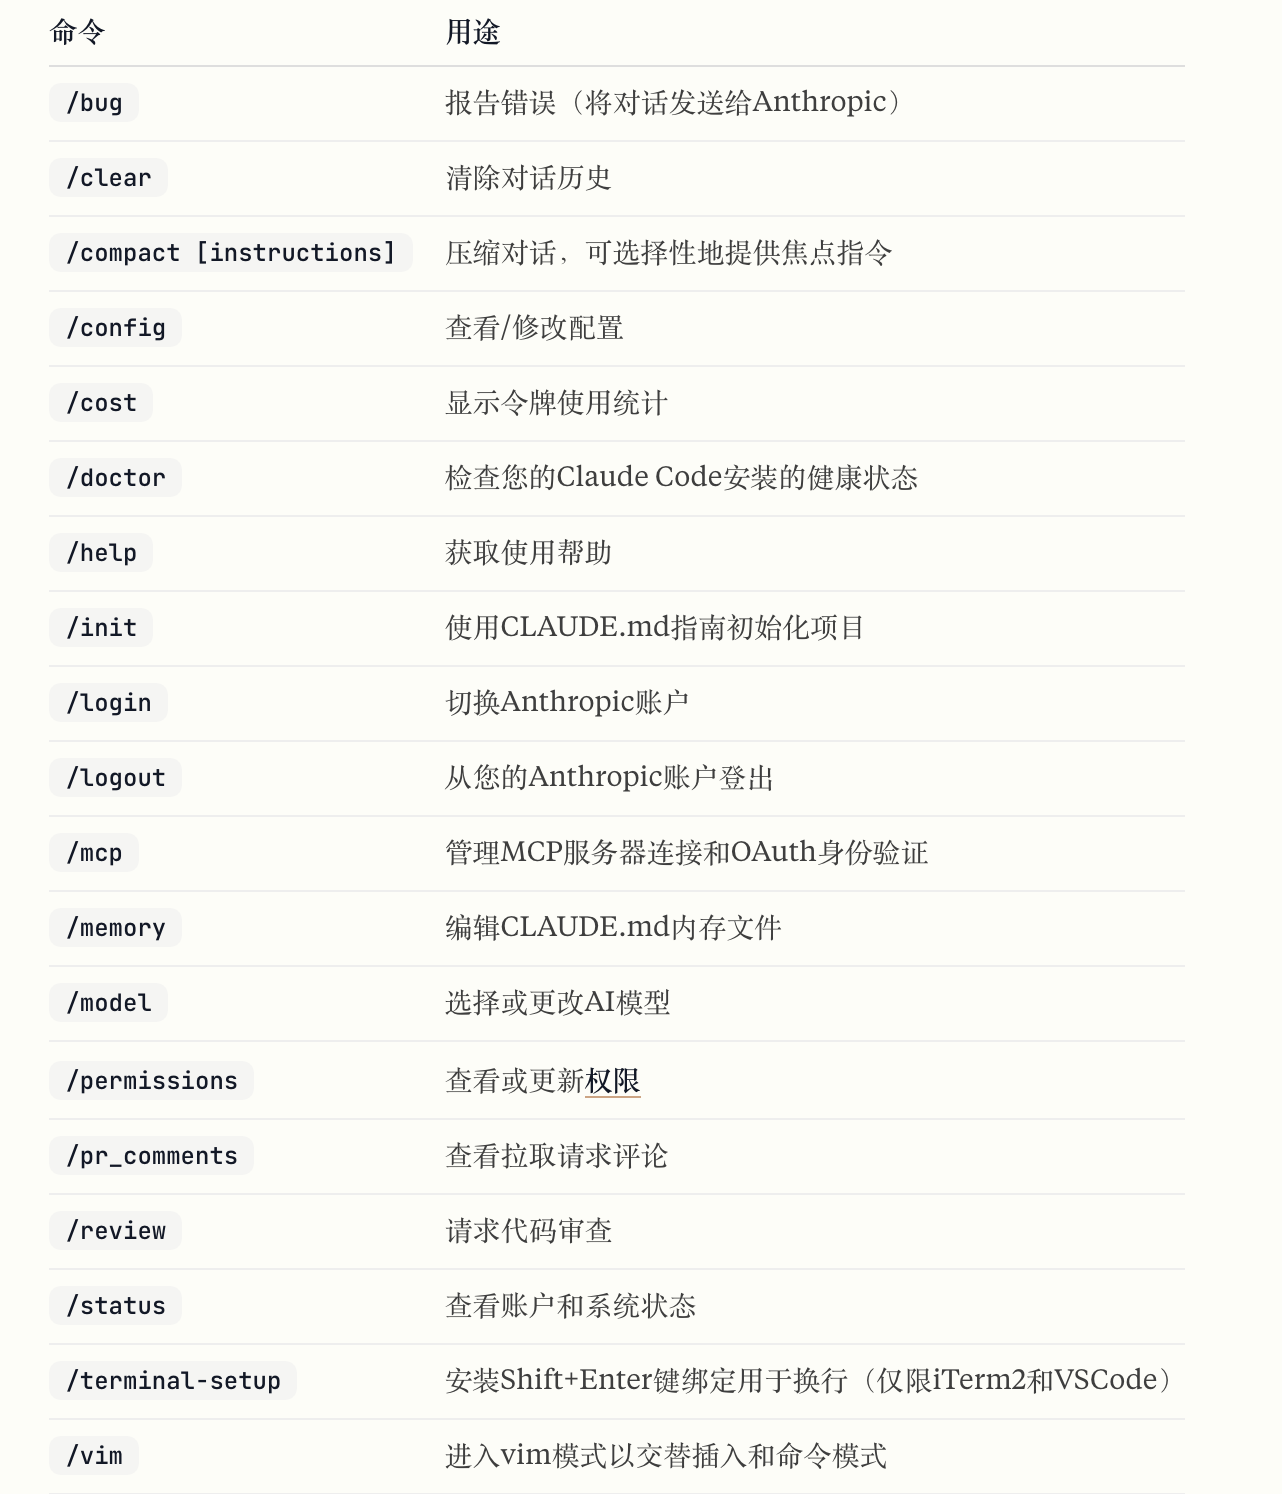 命令 用途
/bug 报告错误（将对话发送给Anthropic）
/clear 清除对话历史
/compact [instructions] 压缩对话，可选择性地提供焦点指令
/config 查看/修改配置
/cost 显示令牌使用统计
/doctor 检查您的Claude Code安装的健康状态
/help 获取使用帮助
/init 使用CLAUDE.md指南初始化项目
/login 切换Anthropic账户
/logout 从您的Anthropic账户登出
/mcp 管理MCP服务器连接和OAuth身份验证
/memory 编辑CLAUDE.md内存文件
/model 选择或更改AI模型
/permissions 查看或更新权限
/pr_comments 查看拉取请求评论
/review 请求代码审查
/status 查看账户和系统状态
/terminal-setup 安装Shift+Enter键绑定用于换行（仅限iTerm2和VSCode）
/vim 进入vim模式以交替插入和命令模式